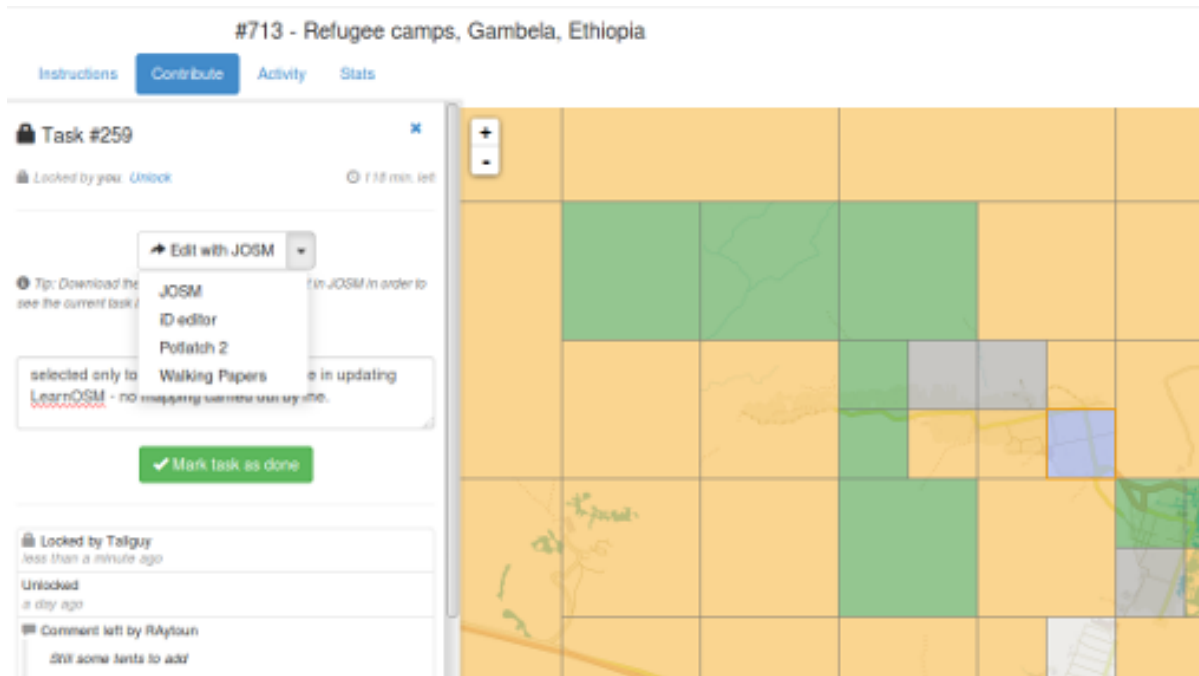 #713 - Refugee camps, Gambela, Ethiopia
Instructions Contribute Activity Stats
Task #259
Locked by you. Unlock 118 min. left
Edit with JOSM
Tip: Download the in JOSM in order to
see the current task
JOSM
iD editor
Potlatch 2
Walking Papers
selected only to e in updating
LearnOSM - no mapping carried out by me.
Mark task as done
Locked by Tallguy
less than a minute ago
Unlocked
a day ago
Comment left by RAytoun
Still some tents to add
+
-